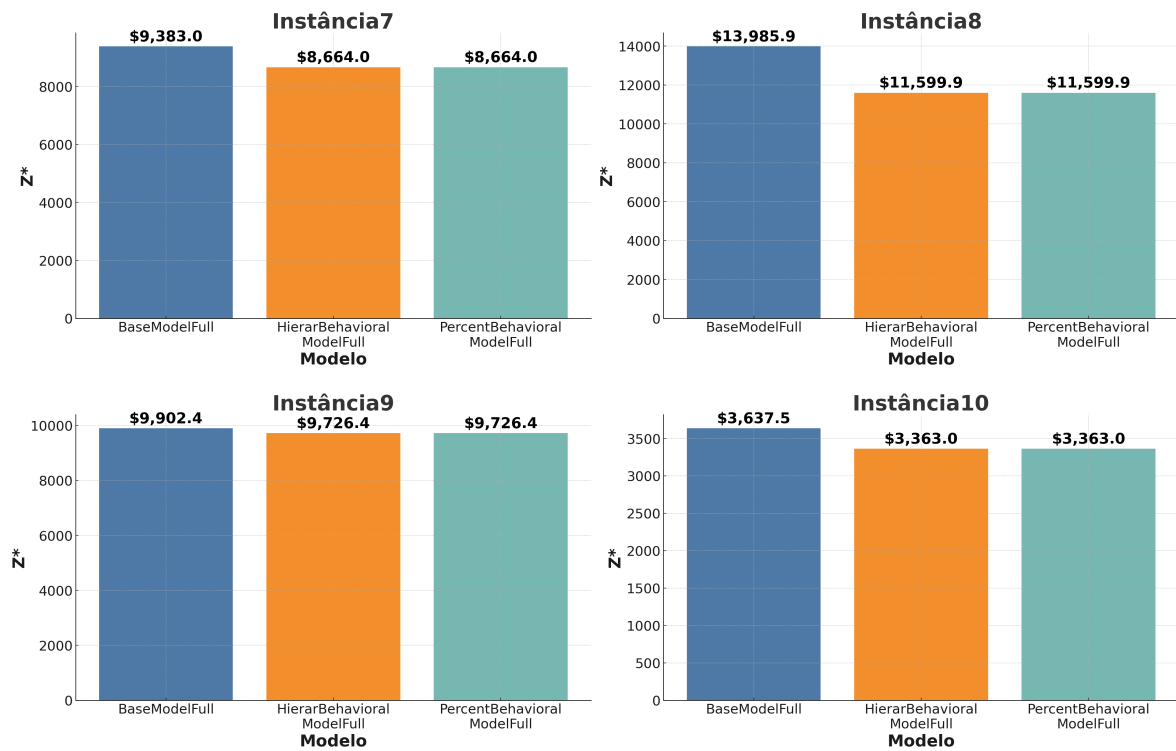 Instância7
$9,383.0
$8,664.0
$8,664.0
8000
6000
4000
2000
0
Z*
BaseModelFull
HierarBehavioral
ModelFull
PercentBehavioral
ModelFull
Modelo
Instância8
$13,985.9
$11,599.9
$11,599.9
14000
12000
10000
8000
6000
4000
2000
0
Z*
BaseModelFull
HierarBehavioral
ModelFull
PercentBehavioral
ModelFull
Modelo
Instância9
$9,902.4
$9,726.4
$9,726.4
10000
8000
6000
4000
2000
0
Z*
BaseModelFull
HierarBehavioral
ModelFull
PercentBehavioral
ModelFull
Modelo
Instância10
$3,637.5
$3,363.0
$3,363.0
3500
3000
2500
2000
1500
1000
500
0
Z*
BaseModelFull
HierarBehavioral
ModelFull
PercentBehavioral
ModelFull
Modelo